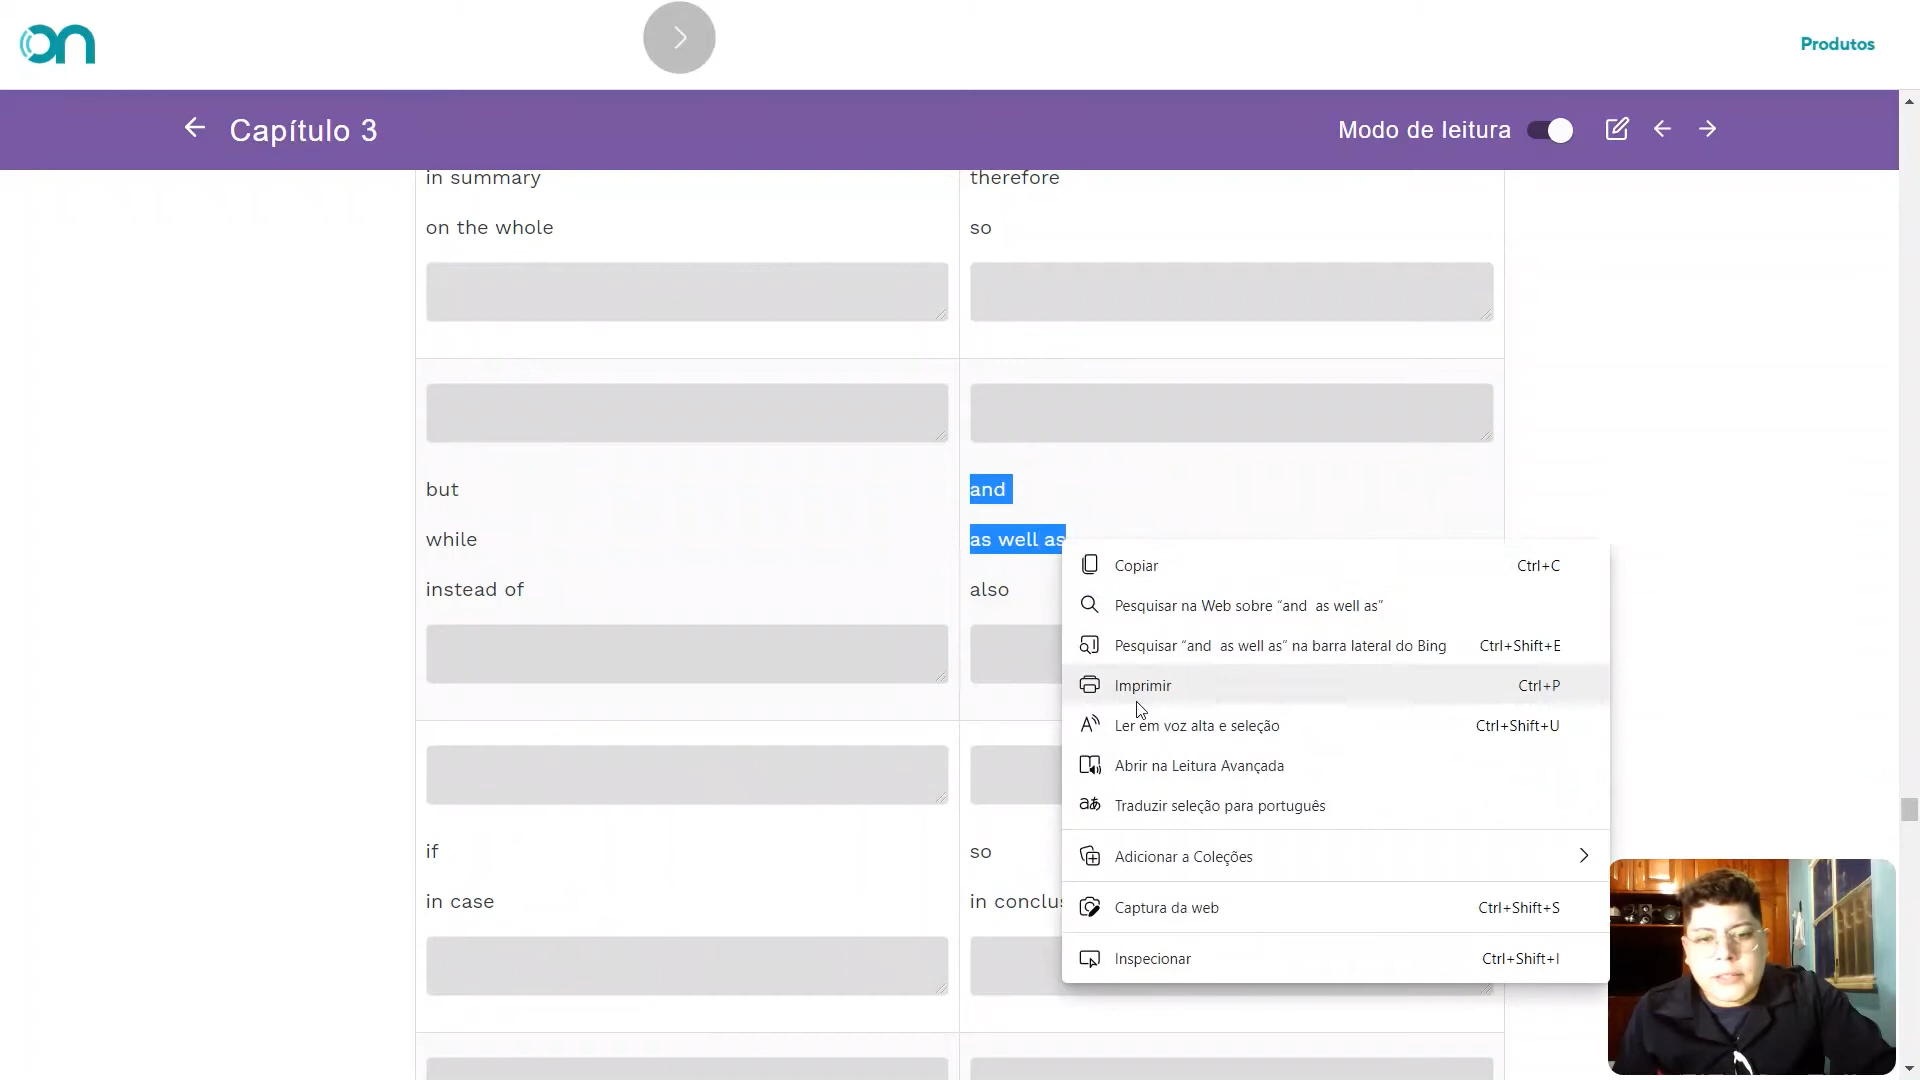 on
Produtos
Capítulo 3
Modo de leitura
in summary
therefore
on the whole
so
but
and
while
as well as
instead of
also
if
so
in case
in conclus
Copiar Ctrl+C
Pesquisar na Web sobre “and  as well as”
Pesquisar “and  as well as” na barra lateral do Bing Ctrl+Shift+E
Imprimir Ctrl+P
Ler em voz alta e seleção Ctrl+Shift+U
Abrir na Leitura Avançada
Traduzir seleção para português
Adicionar a Coleções
Captura da web Ctrl+Shift+S
Inspecionar Ctrl+Shift+I